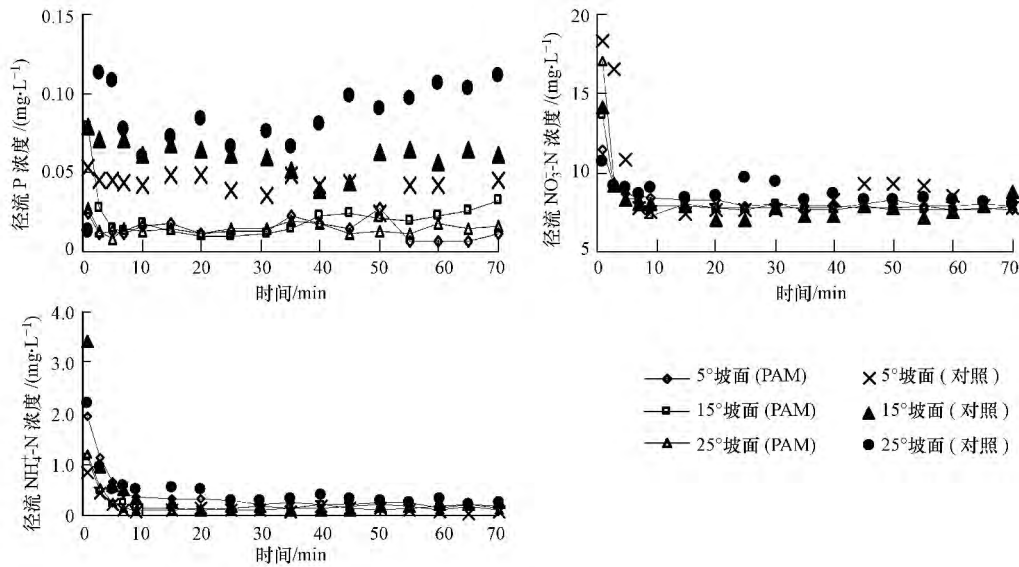 0.15
0.10
0.05
0
径流 P 浓度 /(mg·L⁻¹)
0 10 20 30 40 50 60 70
时间/min
20
15
10
5
径流 NO₃⁻-N 浓度 /(mg·L⁻¹)
0 10 20 30 40 50 60 70
时间/min
4.0
3.0
2.0
1.0
0
径流 NH₄⁺-N 浓度 /(mg·L⁻¹)
0 10 20 30 40 50 60 70
时间/min
5°坡面 (PAM) 5°坡面 ( 对照 )
15°坡面 (PAM) 15°坡面 ( 对照 )
25°坡面 (PAM) 25°坡面 ( 对照 )